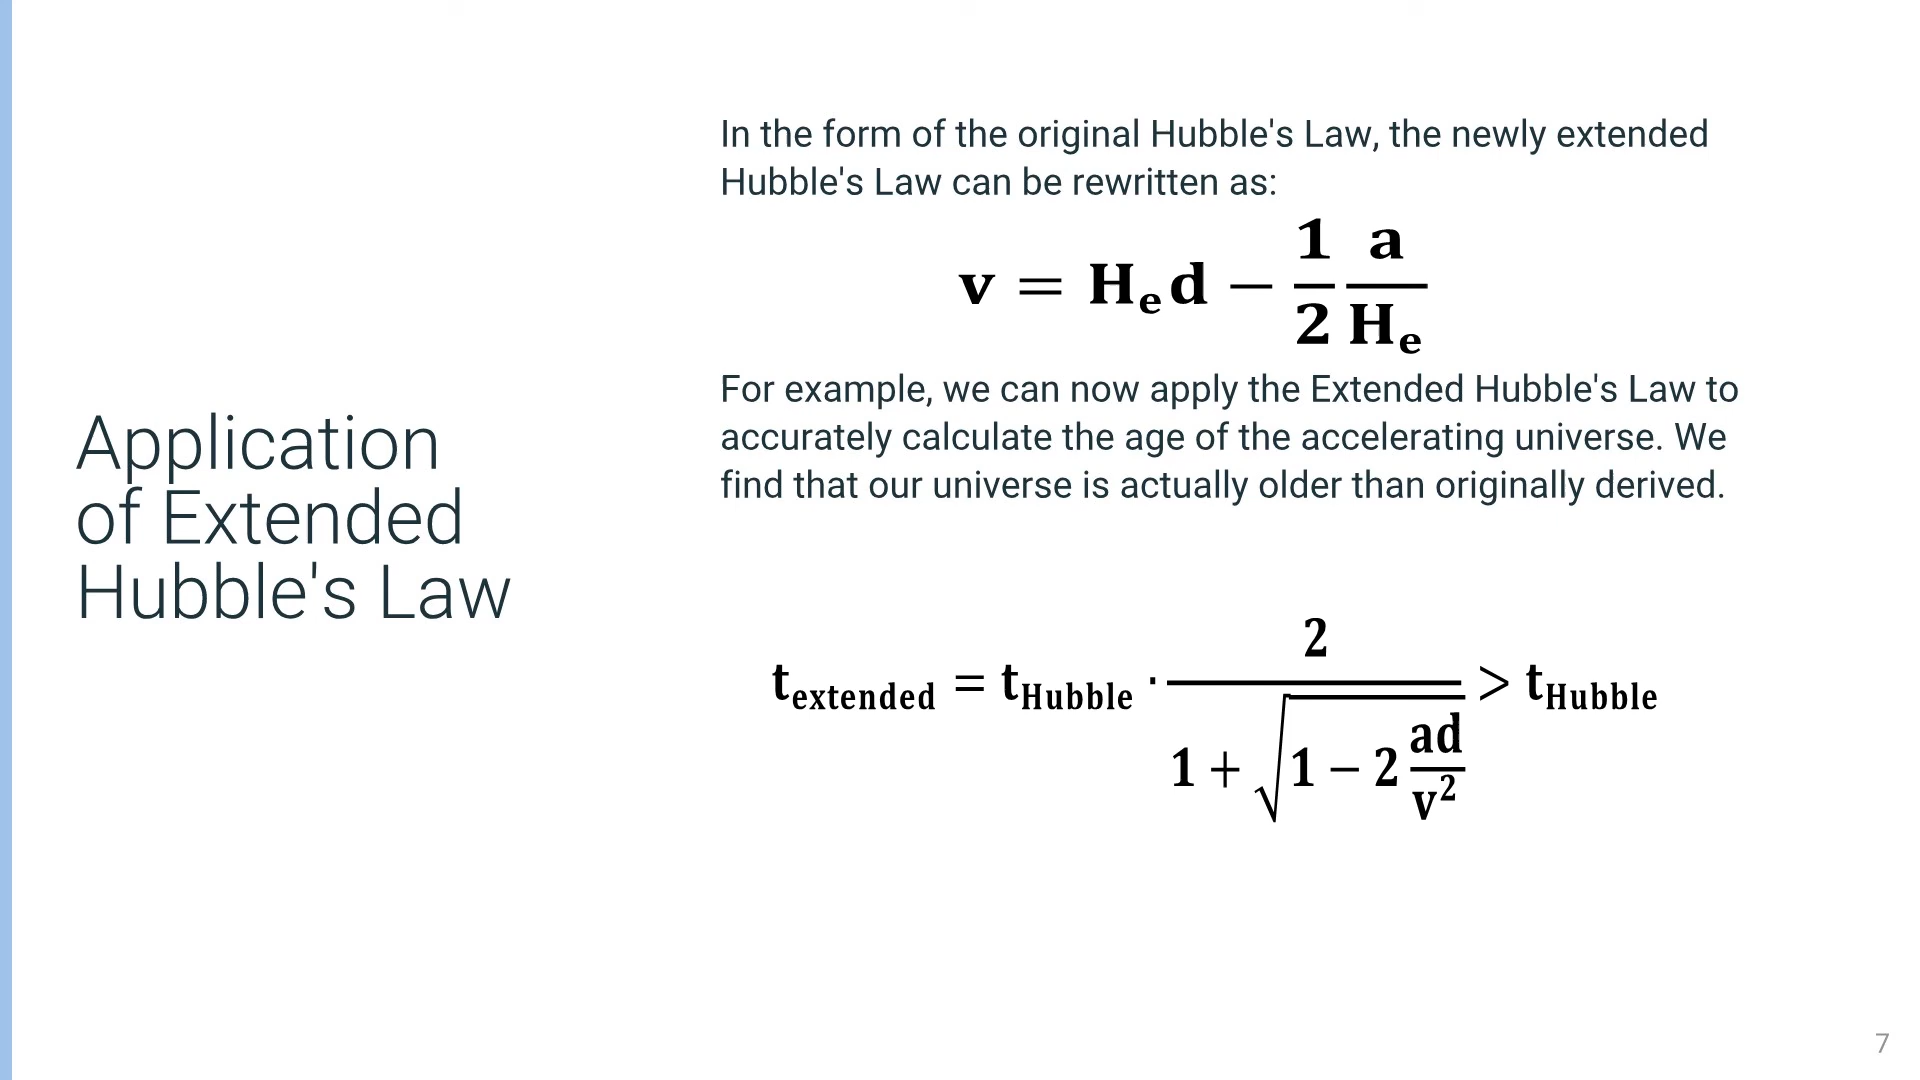 Application
of Extended
Hubble's Law
In the form of the original Hubble's Law, the newly extended
Hubble's Law can be rewritten as:
v = Hₑd − 1/2 a/Hₑ
For example, we can now apply the Extended Hubble's Law to
accurately calculate the age of the accelerating universe. We
find that our universe is actually older than originally derived.
t_extended = t_Hubble · 2/(1 + √(1 − 2 ad/v²)) > t_Hubble
7